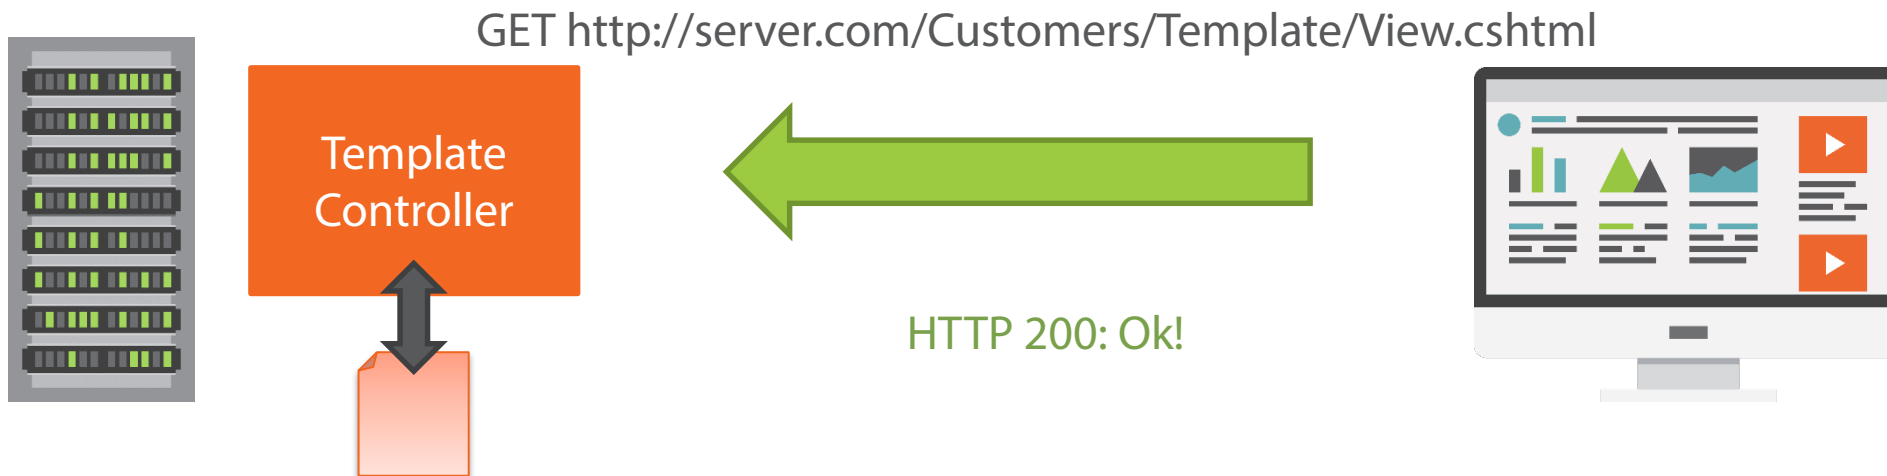 GET http://server.com/Customers/Template/View.cshtml
Template
Controller
HTTP 200: Ok!